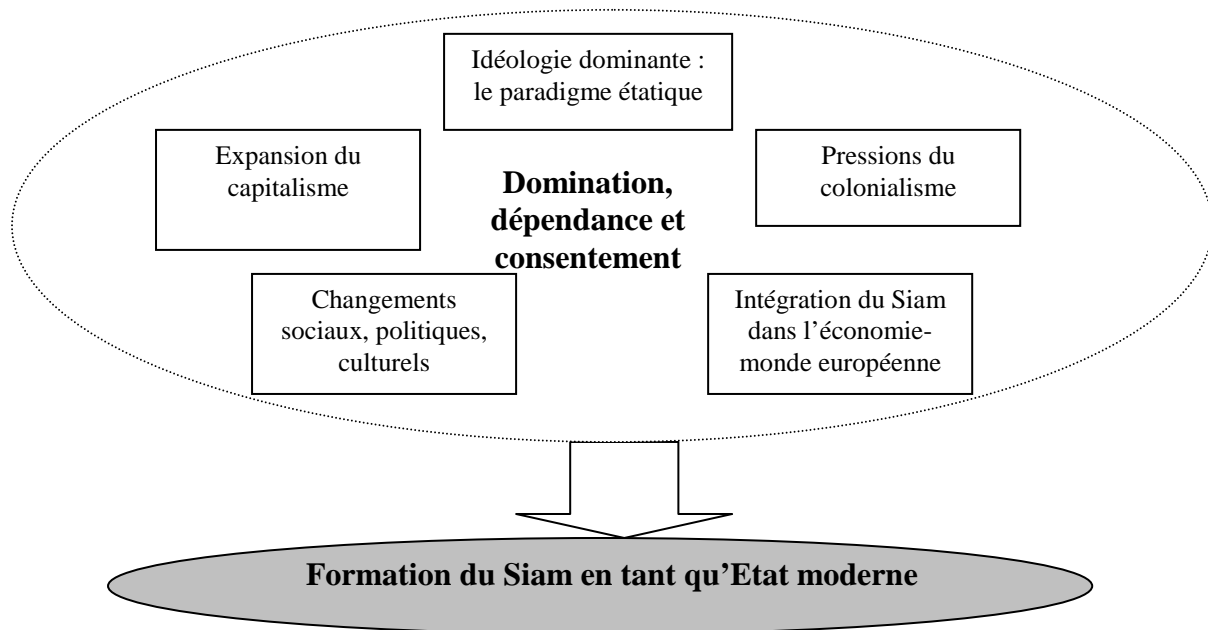 Idéologie dominante :
le paradigme étatique
Expansion du
capitalisme
Pressions du
colonialisme
Domination,
dépendance et
consentement
Changements
sociaux, politiques,
culturels
Intégration du Siam
dans l’économie-
monde européenne
Formation du Siam en tant qu’Etat moderne